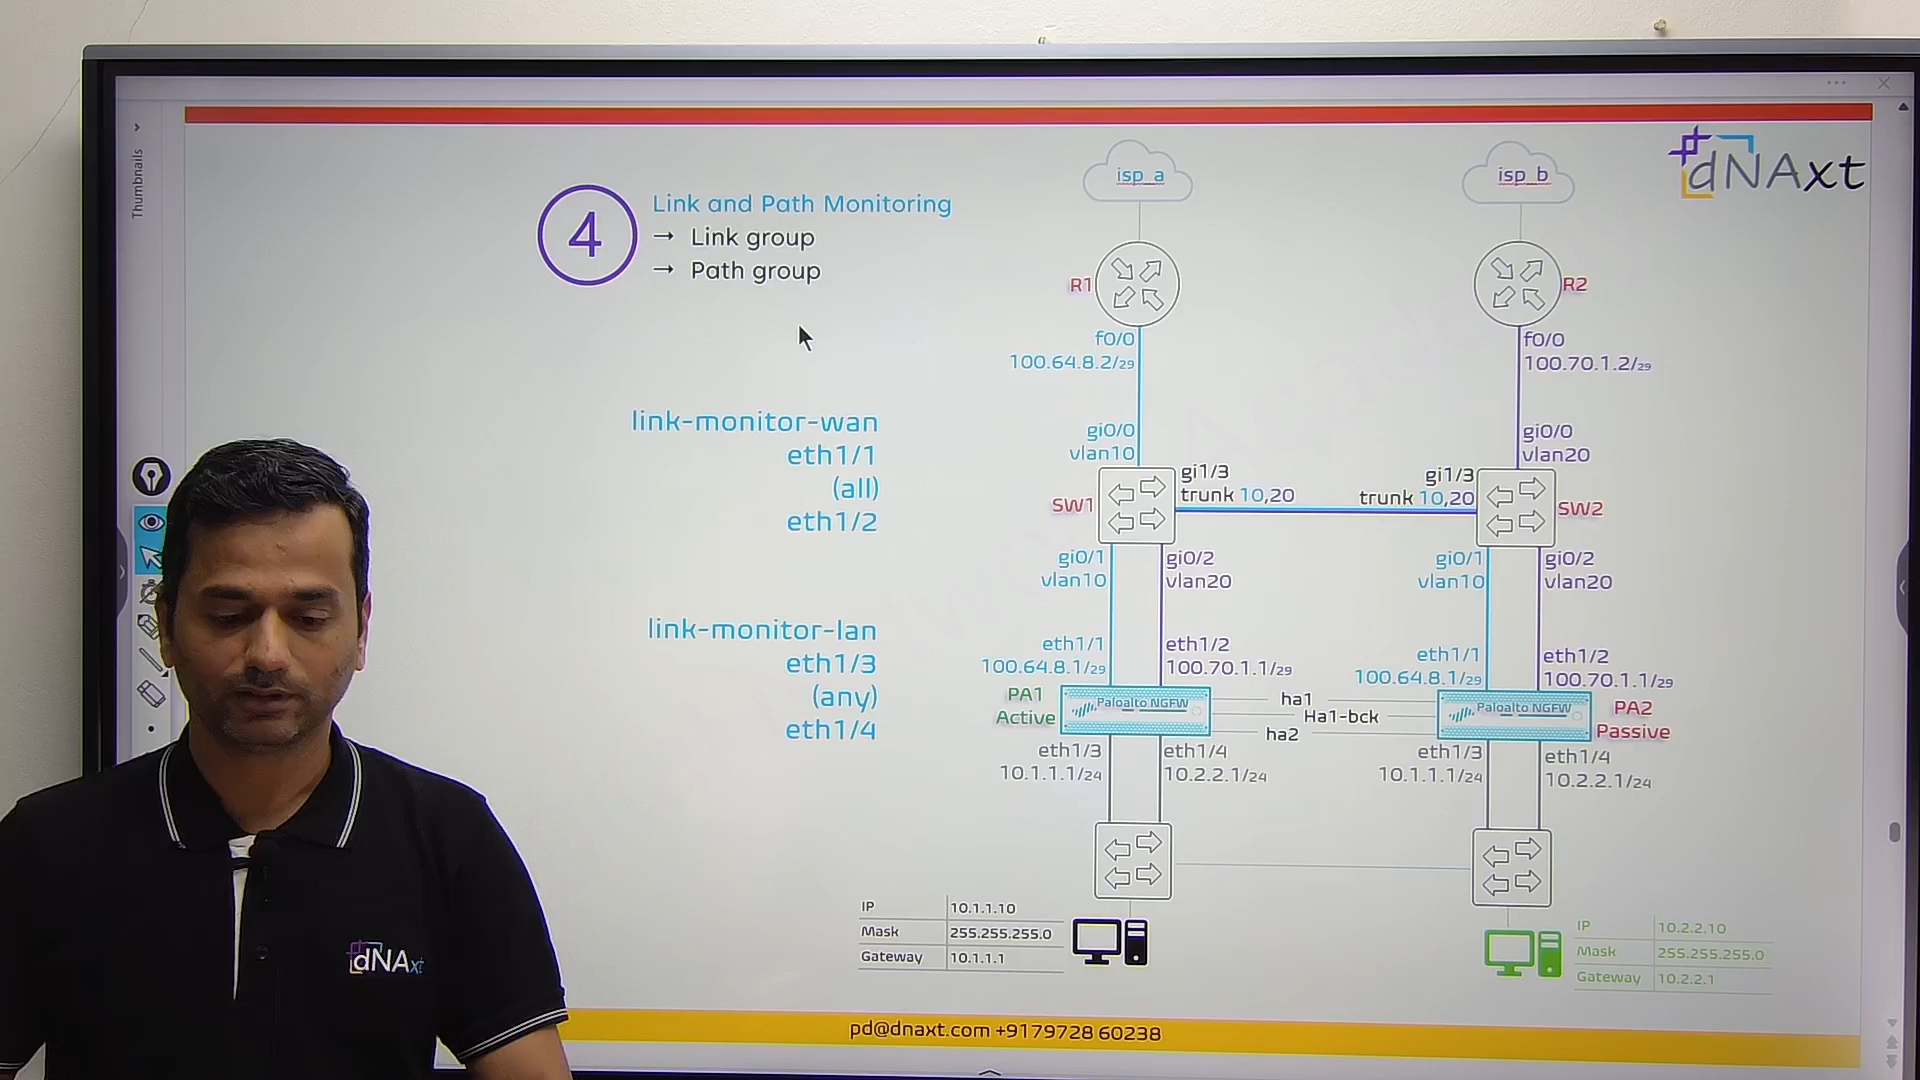 Thumbnails
dNAxt
4
Link and Path Monitoring
→ Link group
→ Path group
link-monitor-wan
eth1/1
(all)
eth1/2
link-monitor-lan
eth1/3
(any)
eth1/4
isp_a
isp_b
R1
R2
f0/0
100.64.8.2/29
f0/0
100.70.1.2/29
gi0/0
vlan10
gi0/0
vlan20
SW1
gi1/3
trunk 10,20
gi1/3
trunk 10,20
SW2
gi0/1
vlan10
gi0/2
vlan20
gi0/1
vlan10
gi0/2
vlan20
eth1/1
100.64.8.1/29
eth1/2
100.70.1.1/29
eth1/1
100.64.8.1/29
eth1/2
100.70.1.1/29
PA1
Active
Paloalto NGFW
ha1
Ha1-bck
ha2
Paloalto NGFW
PA2
Passive
eth1/3
10.1.1.1/24
eth1/4
10.2.2.1/24
eth1/3
10.1.1.1/24
eth1/4
10.2.2.1/24
IP 10.1.1.10
Mask 255.255.255.0
Gateway 10.1.1.1
IP 10.2.2.10
Mask 255.255.255.0
Gateway 10.2.2.1
dNAxt
pd@dnaxt.com +9179728 60238